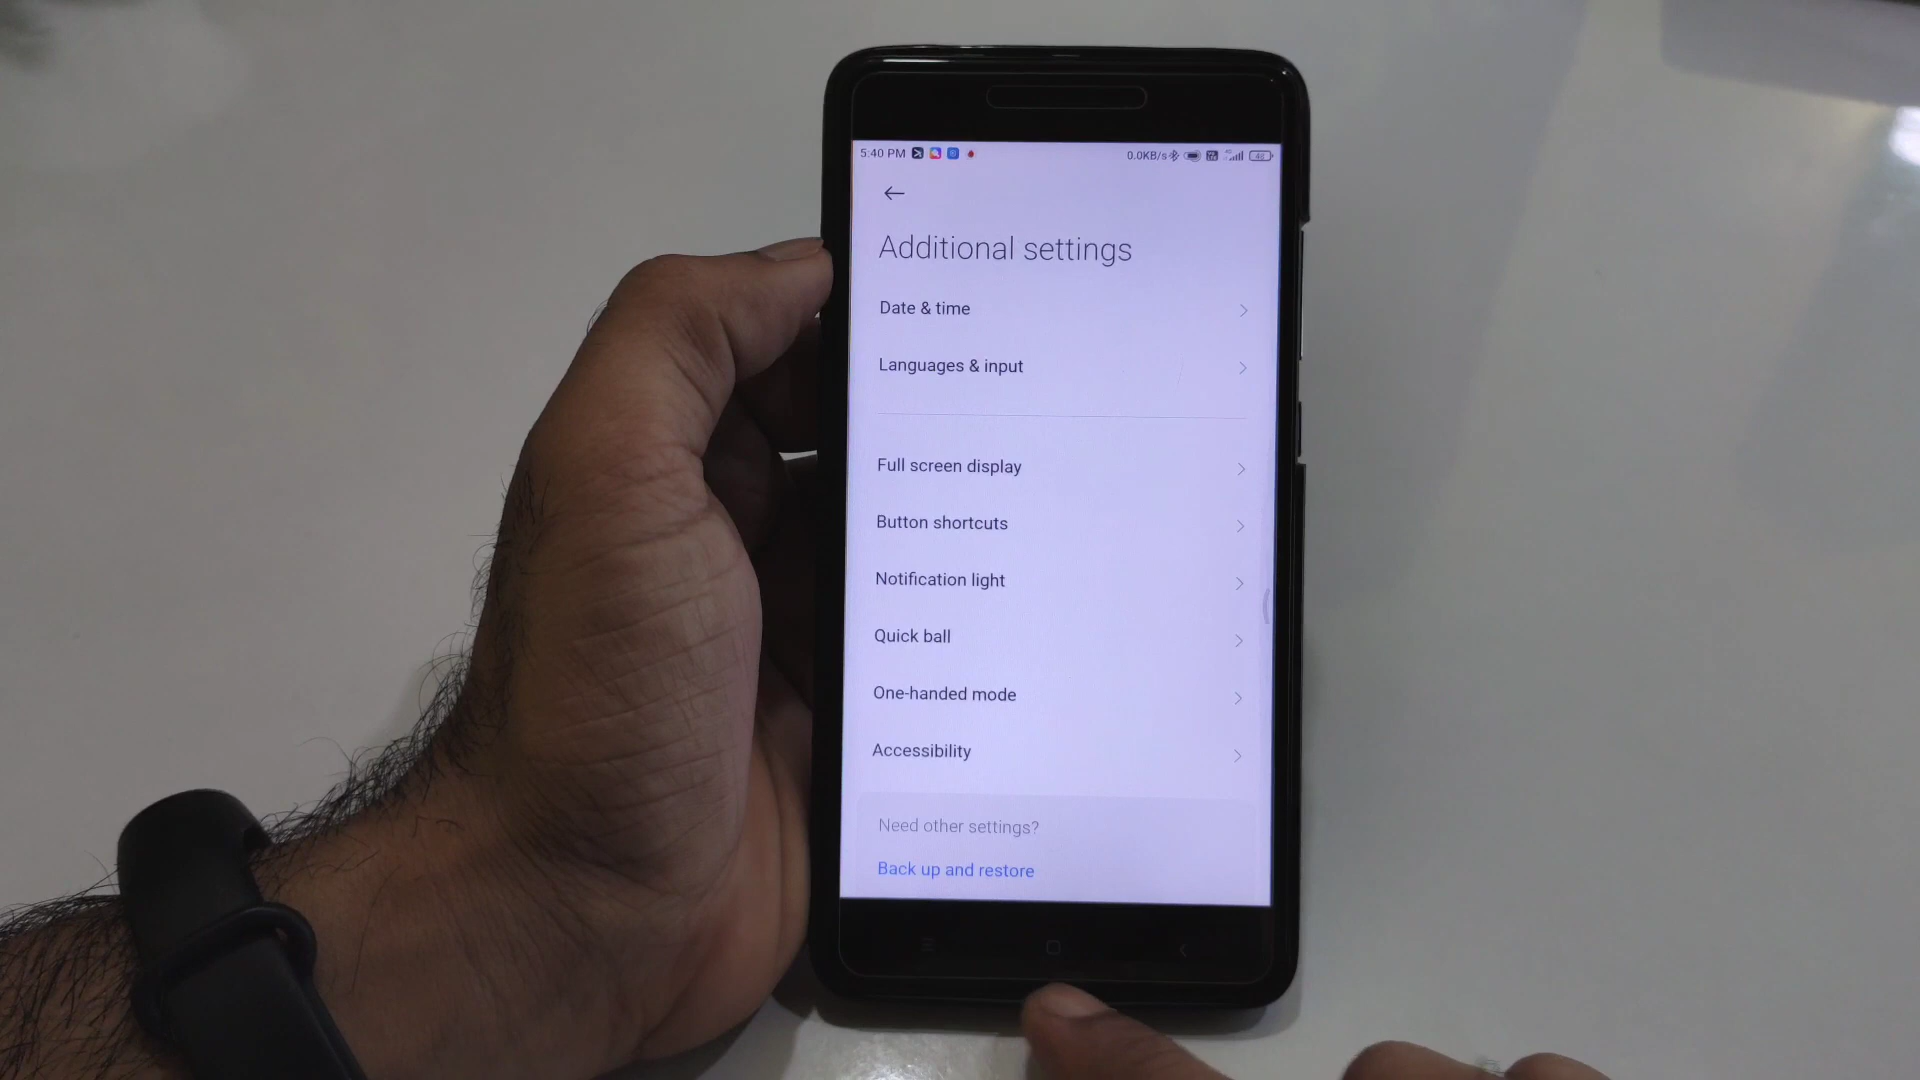 5:40 PM
0.0KB/s
Additional settings
Date & time
Languages & input
Full screen display
Button shortcuts
Notification light
Quick ball
One-handed mode
Accessibility
Need other settings?
Back up and restore